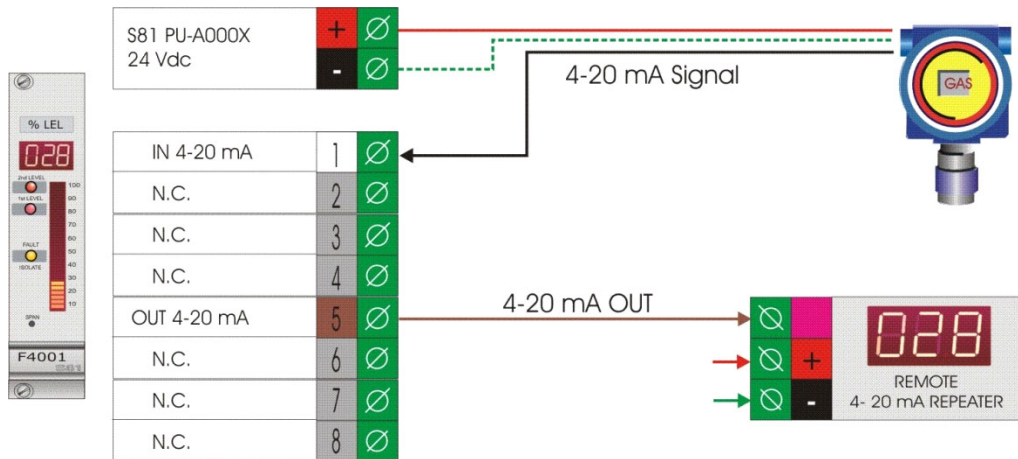 S81 PU-A000X
24 Vdc
+
-
4-20 mA Signal
GAS
% LEL
028
2nd LEVEL
1st LEVEL
FAULT
ISOLATE
SPAN
100
90
80
70
60
50
40
30
20
10
F4001
IN 4-20 mA 1
N.C. 2
N.C. 3
N.C. 4
OUT 4-20 mA 5
N.C. 6
N.C. 7
N.C. 8
4-20 mA OUT
+
-
028
REMOTE
4- 20 mA REPEATER